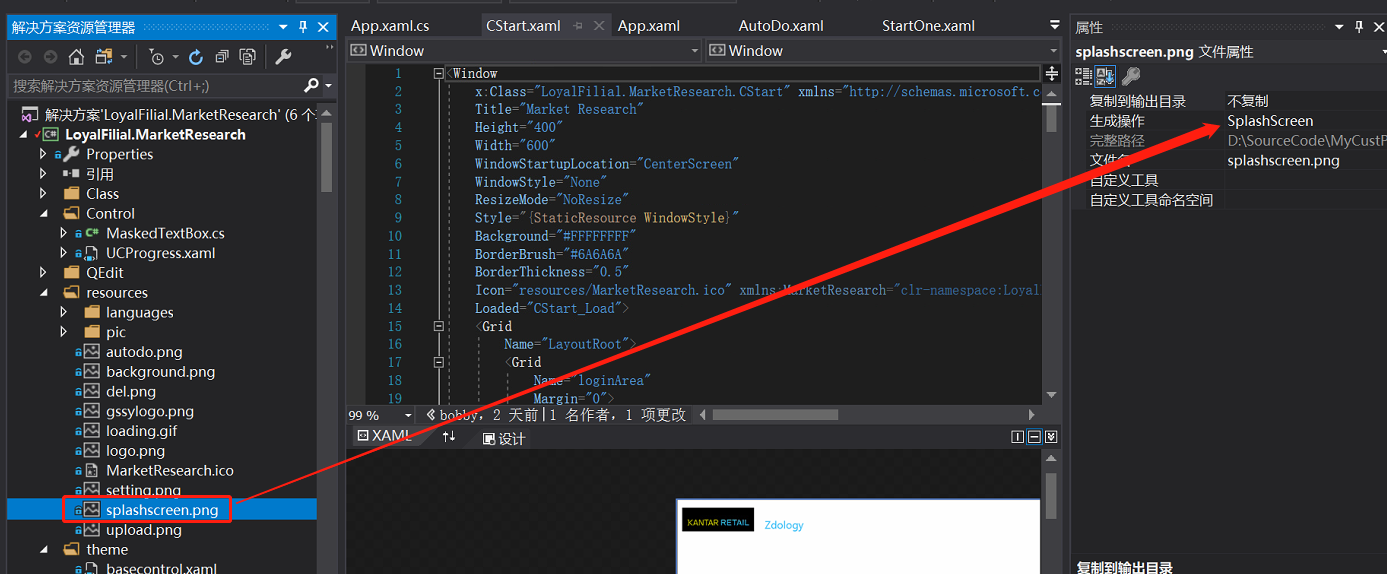 解决方案资源管理器
搜索解决方案资源管理器(Ctrl+;)
解决方案'LoyalFilial.MarketResearch' (6 个
LoyalFilial.MarketResearch
Properties
引用
Class
Control
MaskedTextBox.cs
UCProgress.xaml
QEdit
resources
languages
pic
autodo.png
background.png
del.png
gssylogo.png
loading.gif
logo.png
MarketResearch.ico
setting.png
splashscreen.png
upload.png
theme
basecontrol.xaml
App.xaml.cs
CStart.xaml
App.xaml
AutoDo.xaml
StartOne.xaml
Window
Window
1 <Window
2 x:Class="LoyalFilial.MarketResearch.CStart" xmlns="http://schemas.microsoft.c
3 Title="Market Research"
4 Height="400"
5 Width="600"
6 WindowStartupLocation="CenterScreen"
7 WindowStyle="None"
8 ResizeMode="NoResize"
9 Style="{StaticResource WindowStyle}"
10 Background="#FFFFFFFF"
11 BorderBrush="#6A6A6A"
12 BorderThickness="0.5"
13 Icon="resources/MarketResearch.ico" xmlns:MarketResearch="clr-namespace:Loyal
14 Loaded="CStart_Load">
15 <Grid
16 Name="LayoutRoot">
17 <Grid
18 Name="loginArea"
19 Margin="0">
99 %
bobby，2 天前|1 名作者，1 项更改
XAML
设计
KANTAR RETAIL
Zdology
属性
splashscreen.png 文件属性
复制到输出目录 不复制
生成操作 SplashScreen
完整路径 D:\SourceCode\MyCustP
文件名 splashscreen.png
自定义工具
自定义工具命名空间
复制到输出目录